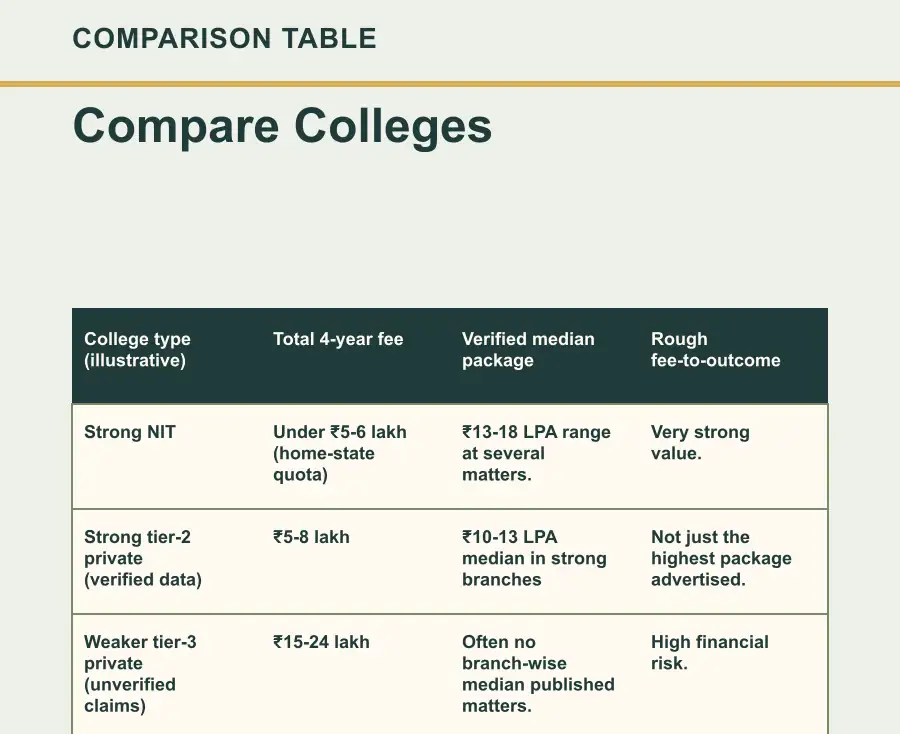 COMPARISON TABLE
Compare Colleges
College type
(illustrative)
Total 4-year fee
Verified median
package
Rough
fee-to-outcome
Strong NIT
Under ₹5-6 lakh
(home-state
quota)
₹13-18 LPA range
at several
matters.
Very strong
value.
Strong tier-2
private
(verified data)
₹5-8 lakh
₹10-13 LPA
median in strong
branches
Not just the
highest package
advertised.
Weaker tier-3
private
(unverified
claims)
₹15-24 lakh
Often no
branch-wise
median published
matters.
High financial
risk.